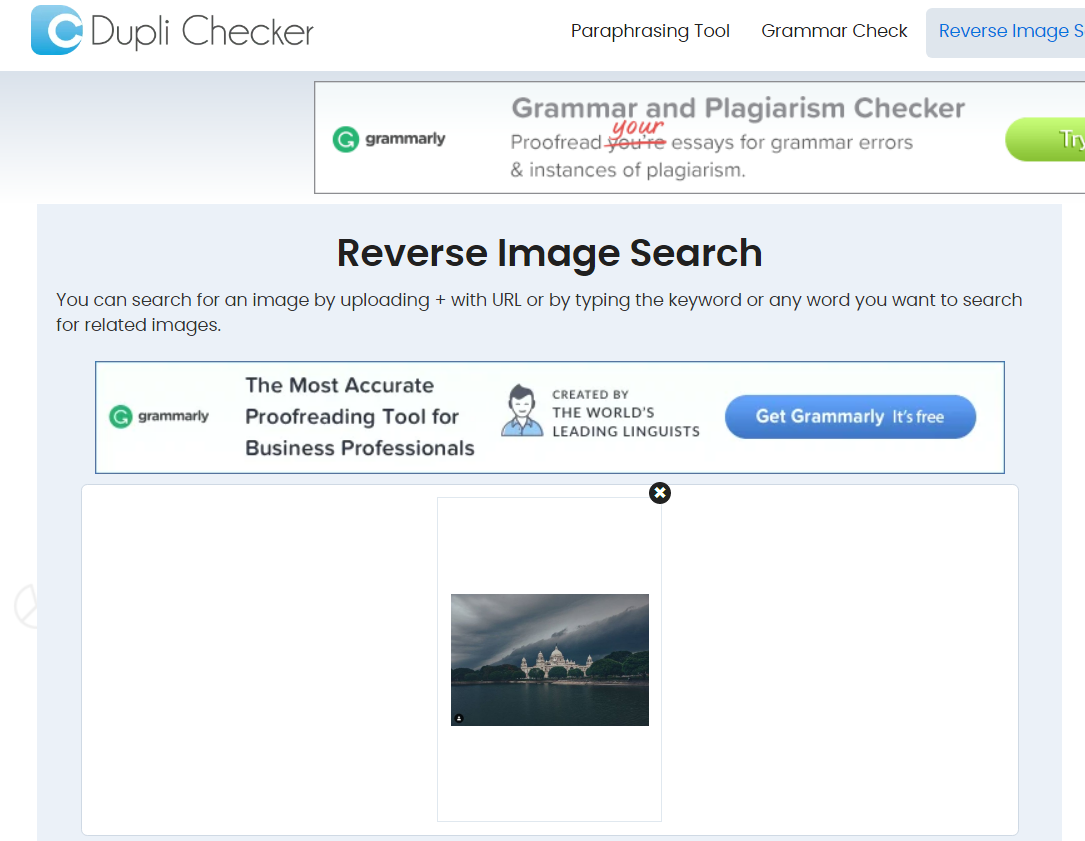 Dupli Checker
Paraphrasing Tool
Grammar Check
Reverse Image S
grammarly
Grammar and Plagiarism Checker
your
Proofread you're essays for grammar errors
& instances of plagiarism.
Try
Reverse Image Search
You can search for an image by uploading + with URL or by typing the keyword or any word you want to search
for related images.
grammarly
The Most Accurate
Proofreading Tool for
Business Professionals
CREATED BY
THE WORLD'S
LEADING LINGUISTS
Get Grammarly It's free